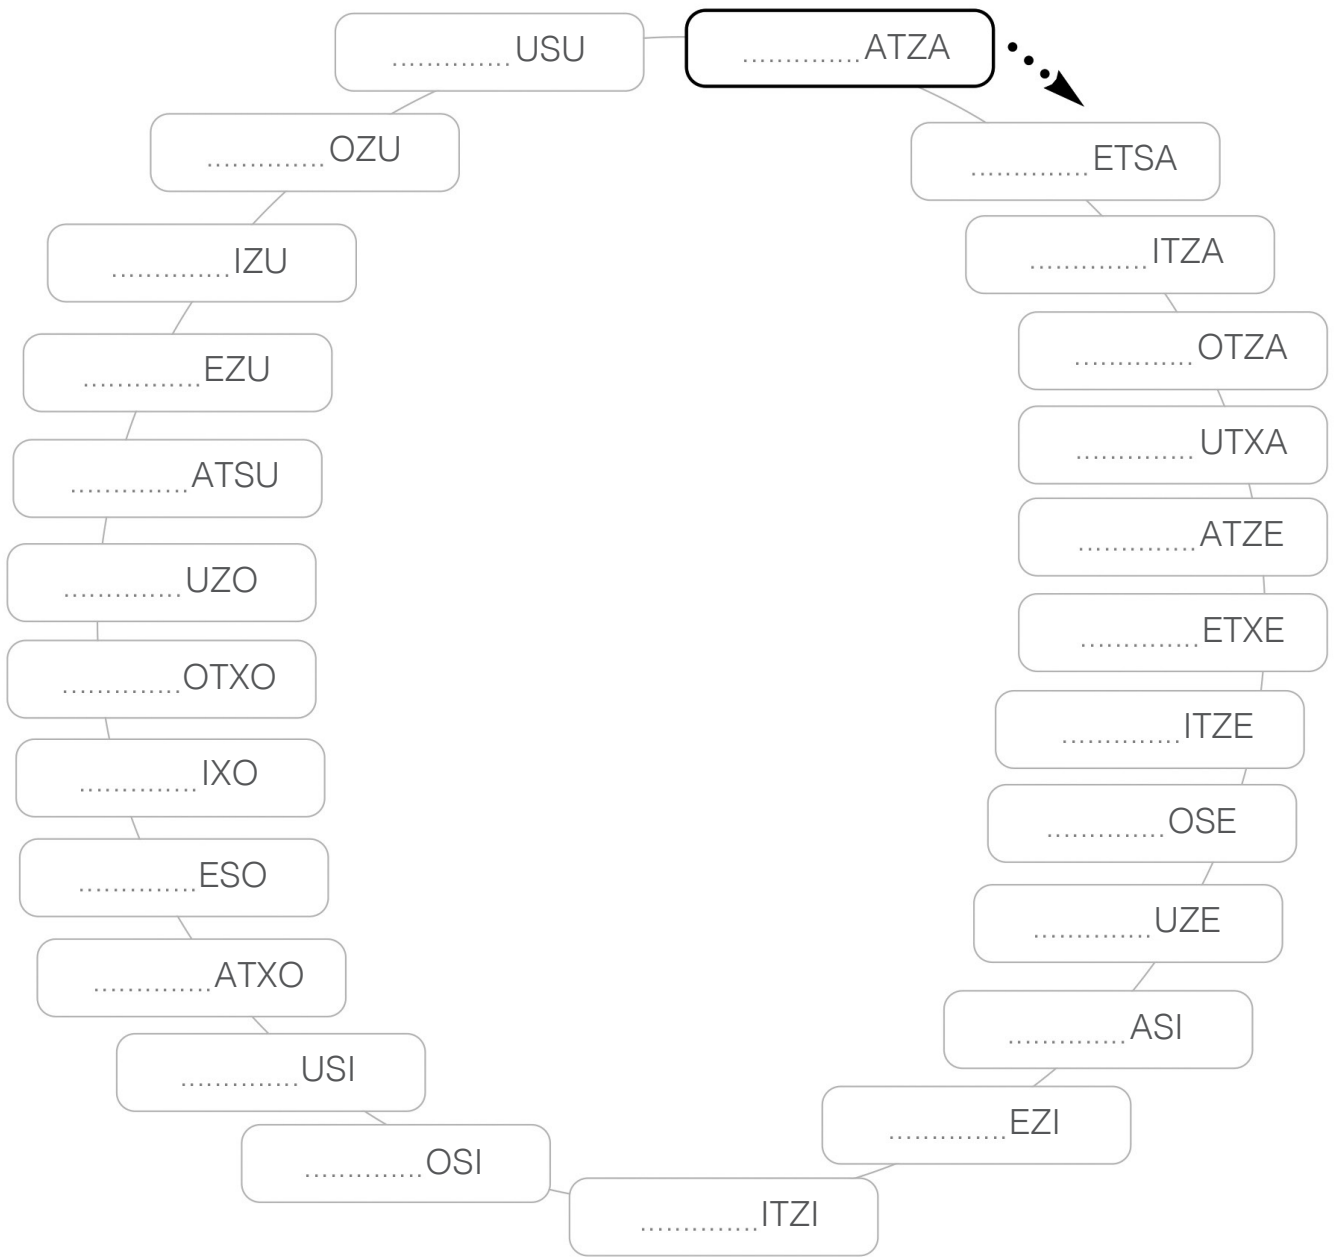 ..............ATZA
..............ETSA
..............ITZA
..............OTZA
..............UTXA
..............ATZE
..............ETXE
..............ITZE
..............OSE
..............UZE
..............ASI
..............EZI
..............ITZI
..............OSI
..............USI
..............ATXO
..............ESO
..............IXO
..............OTXO
..............UZO
..............ATSU
..............EZU
..............IZU
..............OZU
..............USU